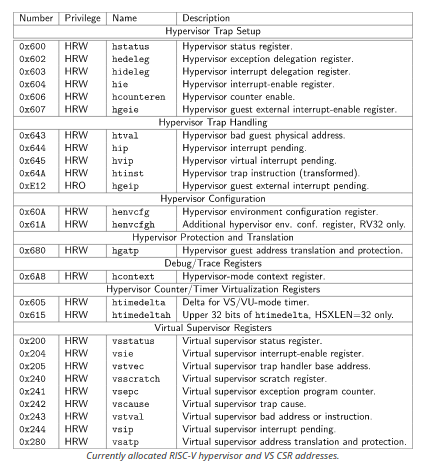 Number Privilege Name Description
Hypervisor Trap Setup
0x600 HRW hstatus Hypervisor status register.
0x602 HRW hedeleg Hypervisor exception delegation register.
0x603 HRW hideleg Hypervisor interrupt delegation register.
0x604 HRW hie Hypervisor interrupt-enable register.
0x606 HRW hcounteren Hypervisor counter enable.
0x607 HRW hgeie Hypervisor guest external interrupt-enable register.
Hypervisor Trap Handling
0x643 HRW htval Hypervisor bad guest physical address.
0x644 HRW hip Hypervisor interrupt pending.
0x645 HRW hvip Hypervisor virtual interrupt pending.
0x64A HRW htinst Hypervisor trap instruction (transformed).
0xE12 HRO hgeip Hypervisor guest external interrupt pending.
Hypervisor Configuration
0x60A HRW henvcfg Hypervisor environment configuration register.
0x61A HRW henvcfgh Additional hypervisor env. conf. register, RV32 only.
Hypervisor Protection and Translation
0x680 HRW hgatp Hypervisor guest address translation and protection.
Debug/Trace Registers
0x6A8 HRW hcontext Hypervisor-mode context register.
Hypervisor Counter/Timer Virtualization Registers
0x605 HRW htimedelta Delta for VS/VU-mode timer.
0x615 HRW htimedeltah Upper 32 bits of htimedelta, HSXLEN=32 only.
Virtual Supervisor Registers
0x200 HRW vsstatus Virtual supervisor status register.
0x204 HRW vsie Virtual supervisor interrupt-enable register.
0x205 HRW vstvec Virtual supervisor trap handler base address.
0x240 HRW vsscratch Virtual supervisor scratch register.
0x241 HRW vsepc Virtual supervisor exception program counter.
0x242 HRW vscause Virtual supervisor trap cause.
0x243 HRW vstval Virtual supervisor bad address or instruction.
0x244 HRW vsip Virtual supervisor interrupt pending.
0x280 HRW vsatp Virtual supervisor address translation and protection.
Currently allocated RISC-V hypervisor and VS CSR addresses.